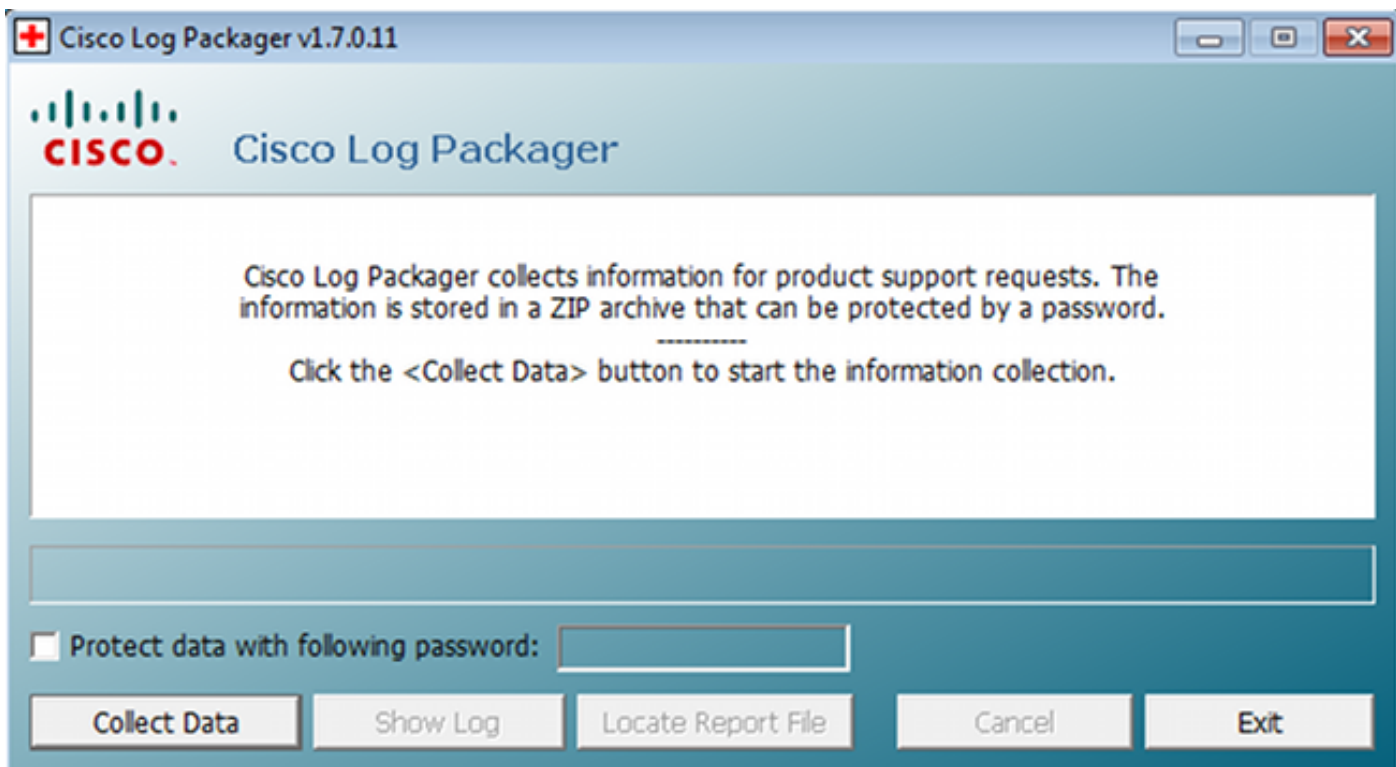 Cisco Log Packager v1.7.0.11
CISCO.
Cisco Log Packager
Cisco Log Packager collects information for product support requests. The
information is stored in a ZIP archive that can be protected by a password.
----------
Click the <Collect Data> button to start the information collection.
Protect data with following password:
Collect Data
Show Log
Locate Report File
Cancel
Exit